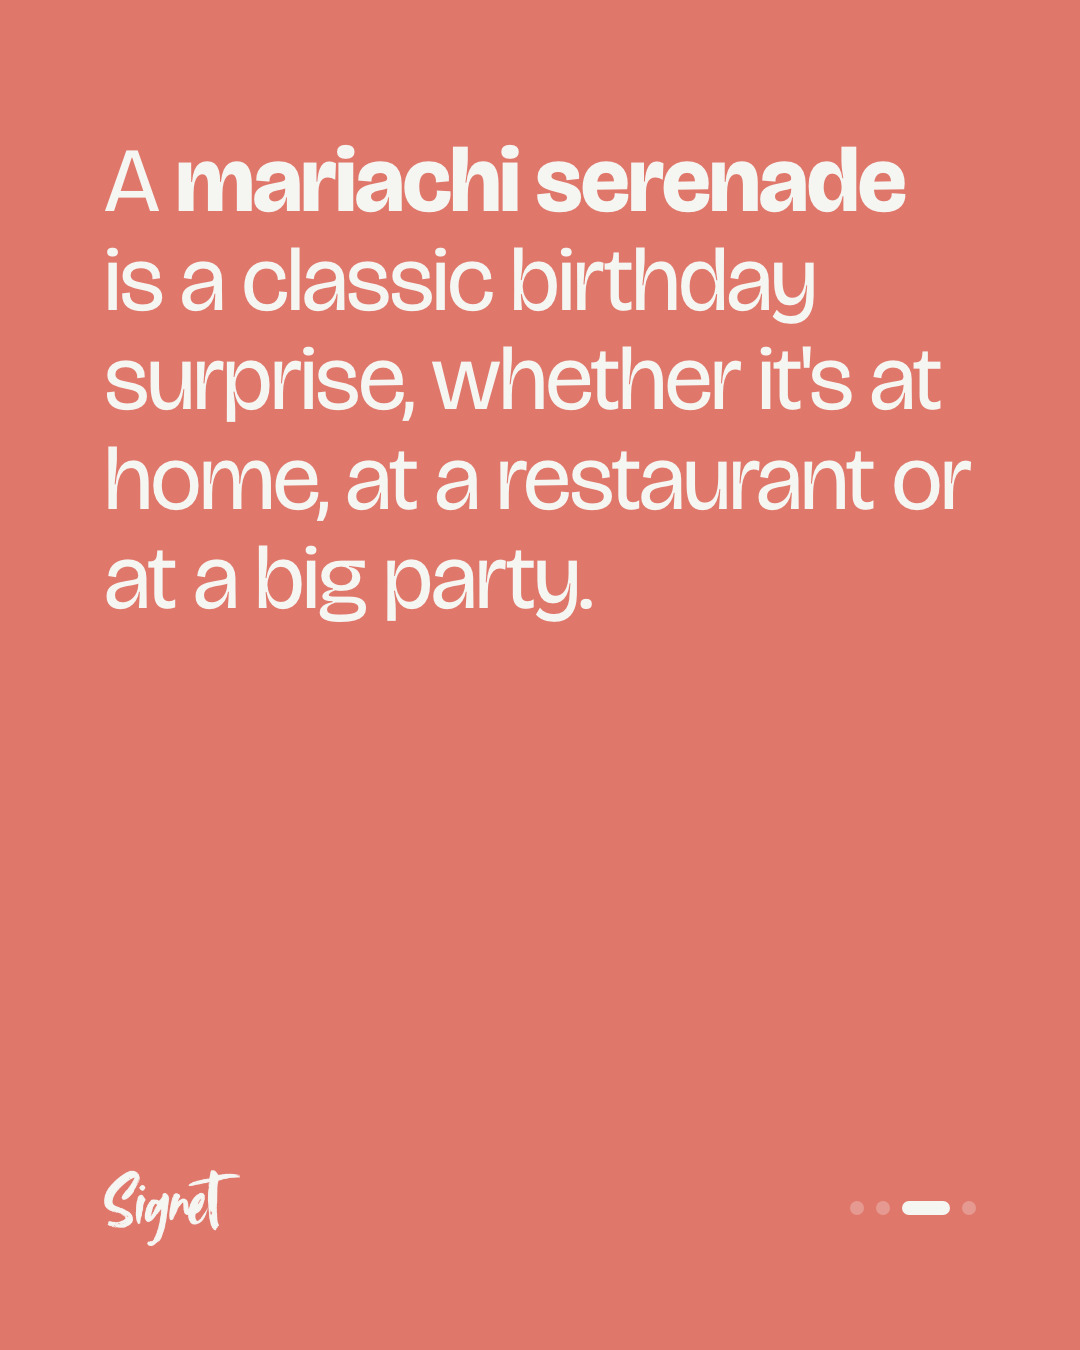 A mariachi serenade
is a classic birthday
surprise, whether it's at
home, at a restaurant or
at a big party.
Signet